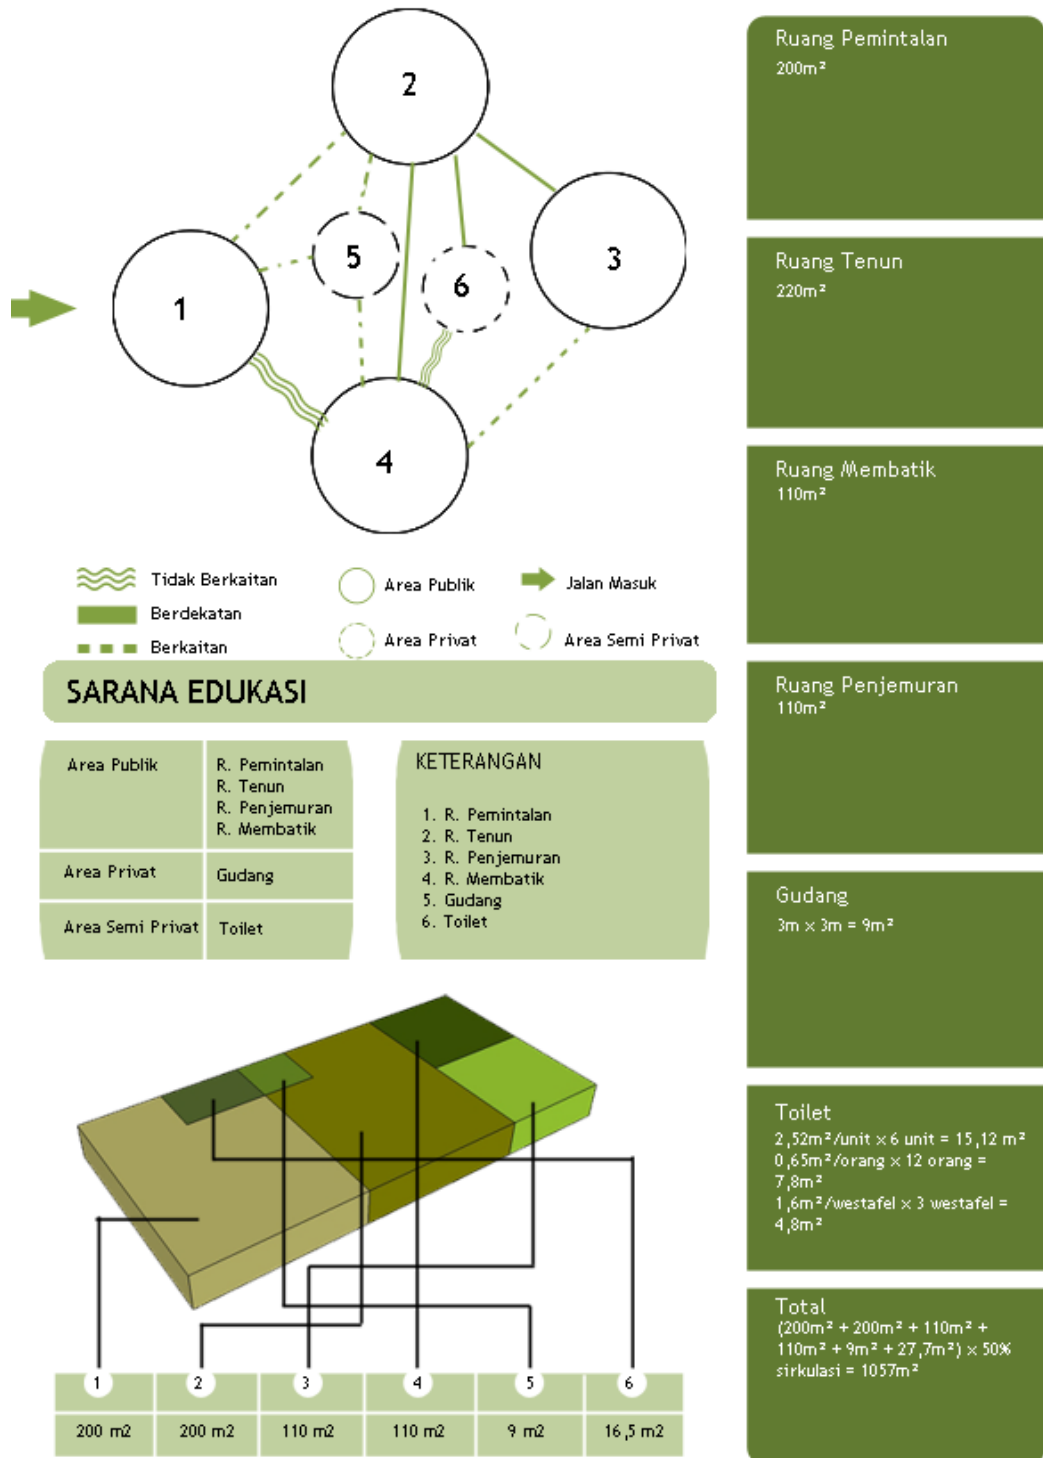 2
5
6
3
1
4
Tidak Berkaitan
Berdekatan
Berkaitan
Area Publik
Area Privat
Jalan Masuk
Area Semi Privat
SARANA EDUKASI
Area Publik
R. Pemintalan
R. Tenun
R. Penjemuran
R. Membatik
Area Privat
Gudang
Area Semi Privat
Toilet
KETERANGAN
1. R. Pemintalan
2. R. Tenun
3. R. Penjemuran
4. R. Membatik
5. Gudang
6. Toilet
1 2 3 4 5 6
200 m2 200 m2 110 m2 110 m2 9 m2 16,5 m2
Ruang Pemintalan
200m²
Ruang Tenun
220m²
Ruang Membatik
110m²
Ruang Penjemuran
110m²
Gudang
3m x 3m = 9m²
Toilet
2,52m²/unit x 6 unit = 15,12 m²
0,65m²/orang x 12 orang =
7,8m²
1,6m²/westafel x 3 westafel =
4,8m²
Total
(200m² + 200m² + 110m² +
110m² + 9m² + 27,7m²) x 50%
sirkulasi = 1057m²